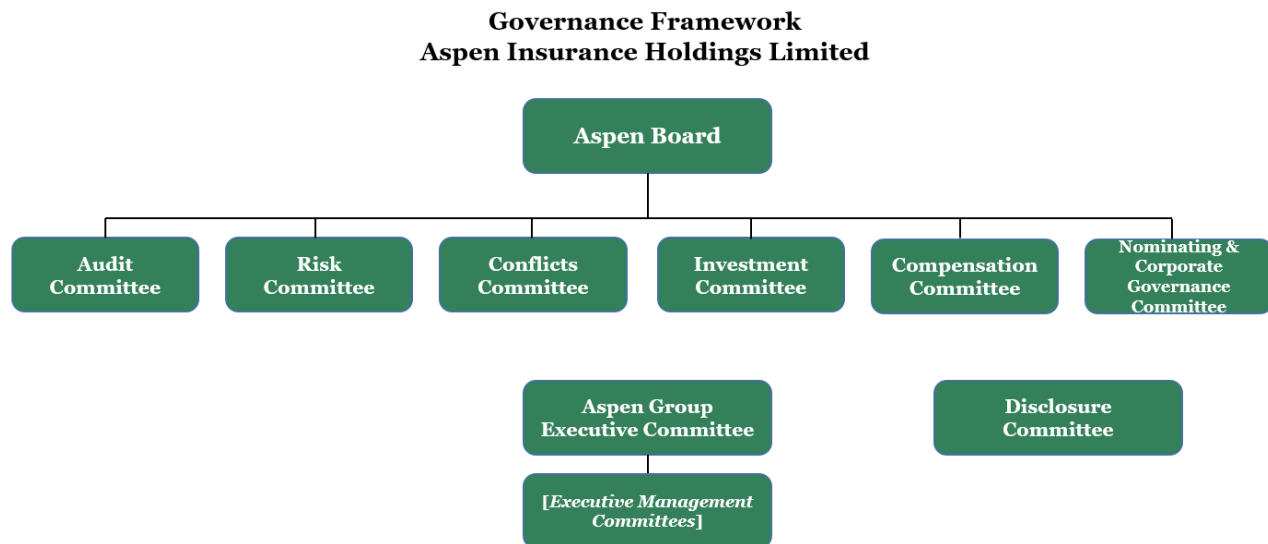 Governance Framework
Aspen Insurance Holdings Limited
Aspen Board
Audit
Committee
Risk
Committee
Conflicts
Committee
Investment
Committee
Compensation
Committee
Nominating &
Corporate
Governance
Committee
Aspen Group
Executive Committee
Disclosure
Committee
[Executive Management
Committees]